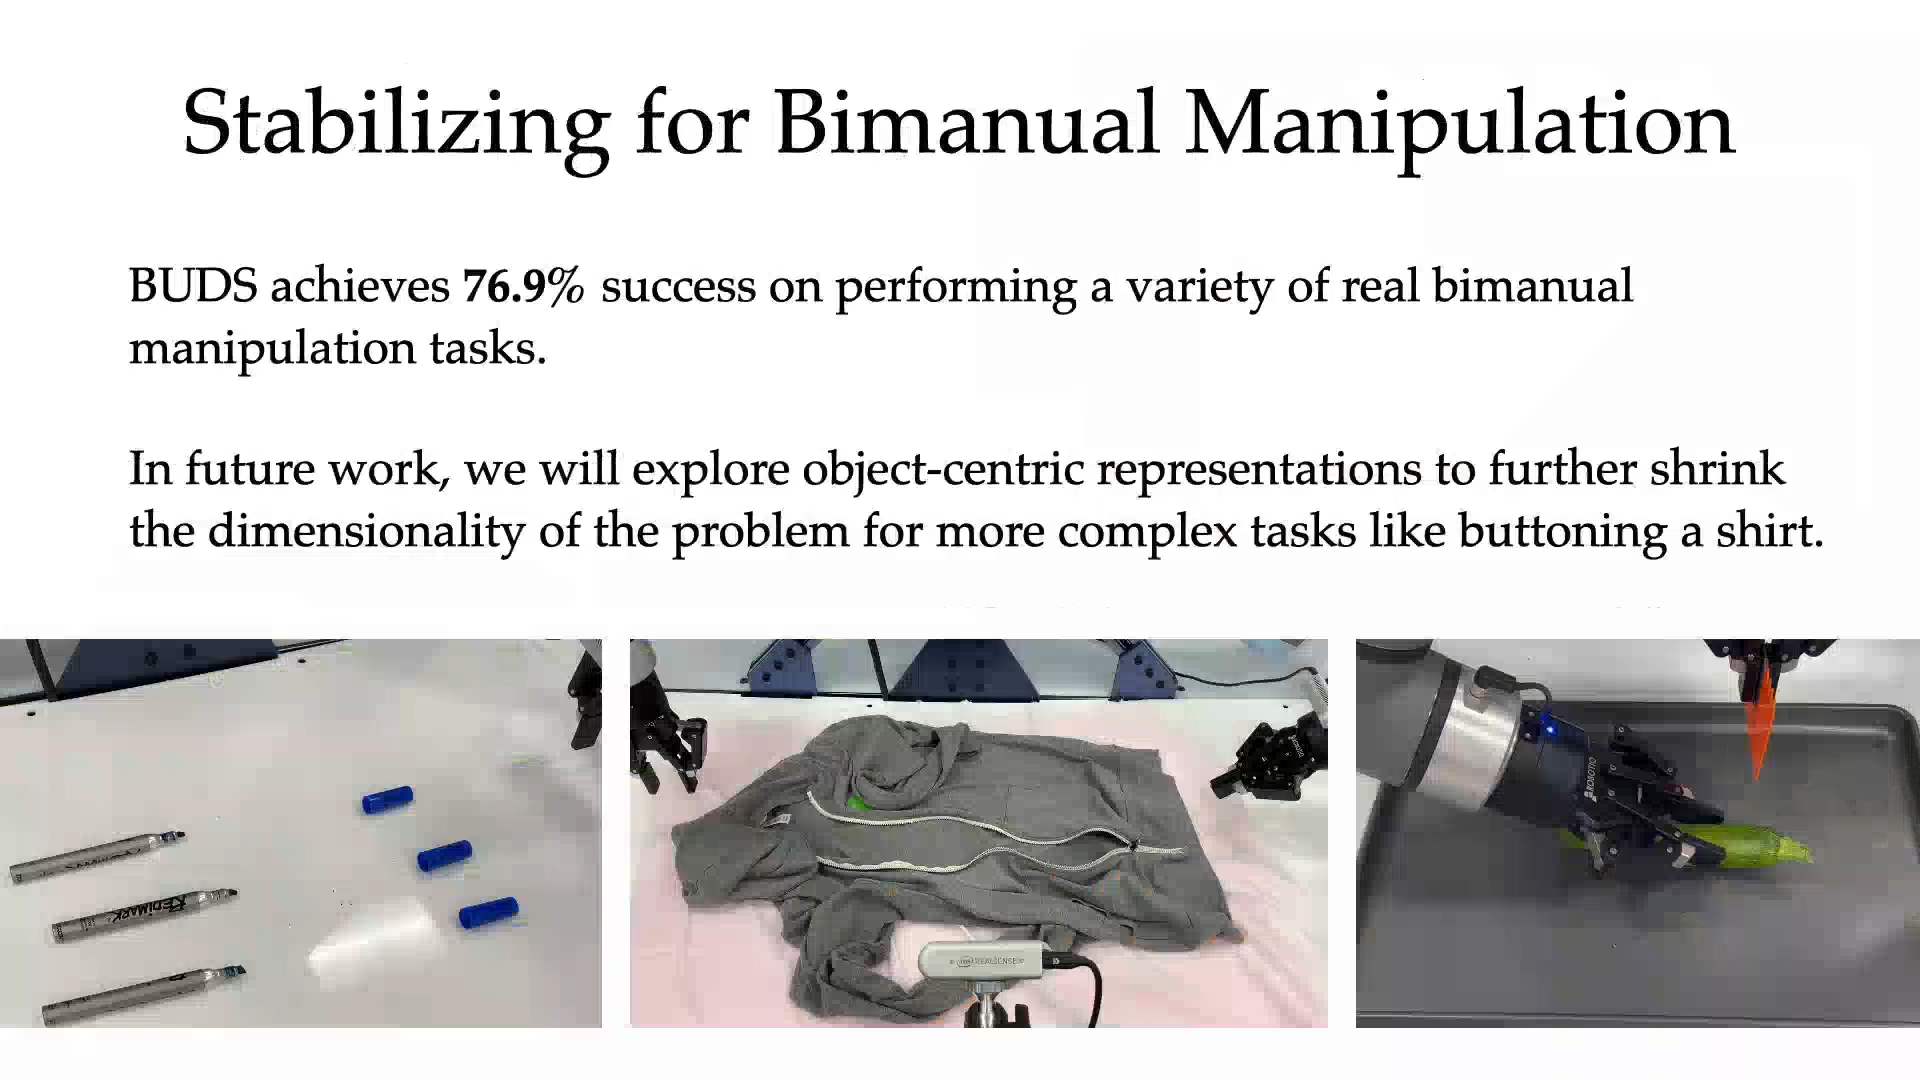 Stabilizing for Bimanual Manipulation
BUDS achieves 76.9% success on performing a variety of real bimanual
manipulation tasks.
In future work, we will explore object-centric representations to further shrink
the dimensionality of the problem for more complex tasks like buttoning a shirt.
REALSENSE
ROBOTIQ